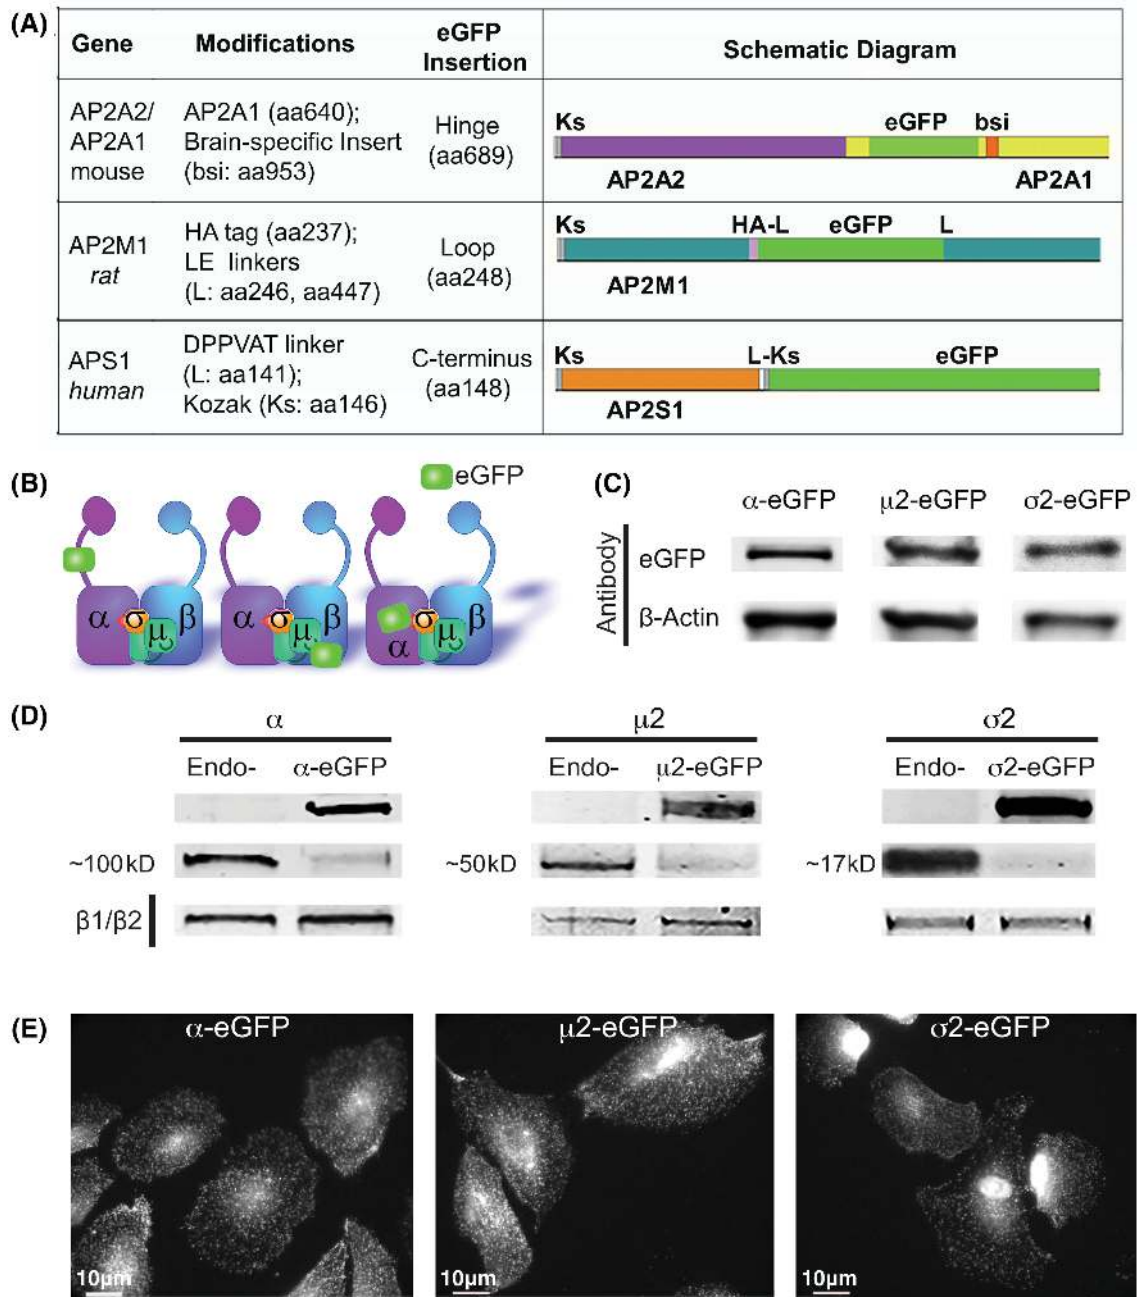 (A)
Gene Modifications eGFP Insertion Schematic Diagram
AP2A2/
AP2A1
mouse
AP2A1 (aa640);
Brain-specific Insert
(bsi: aa953)
Hinge
(aa689)
Ks eGFP bsi
AP2A2 AP2A1
AP2M1
rat
HA tag (aa237);
LE linkers
(L: aa246, aa447)
Loop
(aa248)
Ks HA-L eGFP L
AP2M1
APS1
human
DPPVAT linker
(L: aa141);
Kozak (Ks: aa146)
C-terminus
(aa148)
Ks L-Ks eGFP
AP2S1
(B)
eGFP
α σ β μ
α σ β μ
α σ β μ
(C)
α-eGFP μ2-eGFP σ2-eGFP
Antibody
eGFP
β-Actin
(D)
α μ2 σ2
Endo- α-eGFP Endo- μ2-eGFP Endo- σ2-eGFP
~100kD ~50kD ~17kD
β1/β2
(E)
α-eGFP μ2-eGFP σ2-eGFP
10μm 10μm 10μm